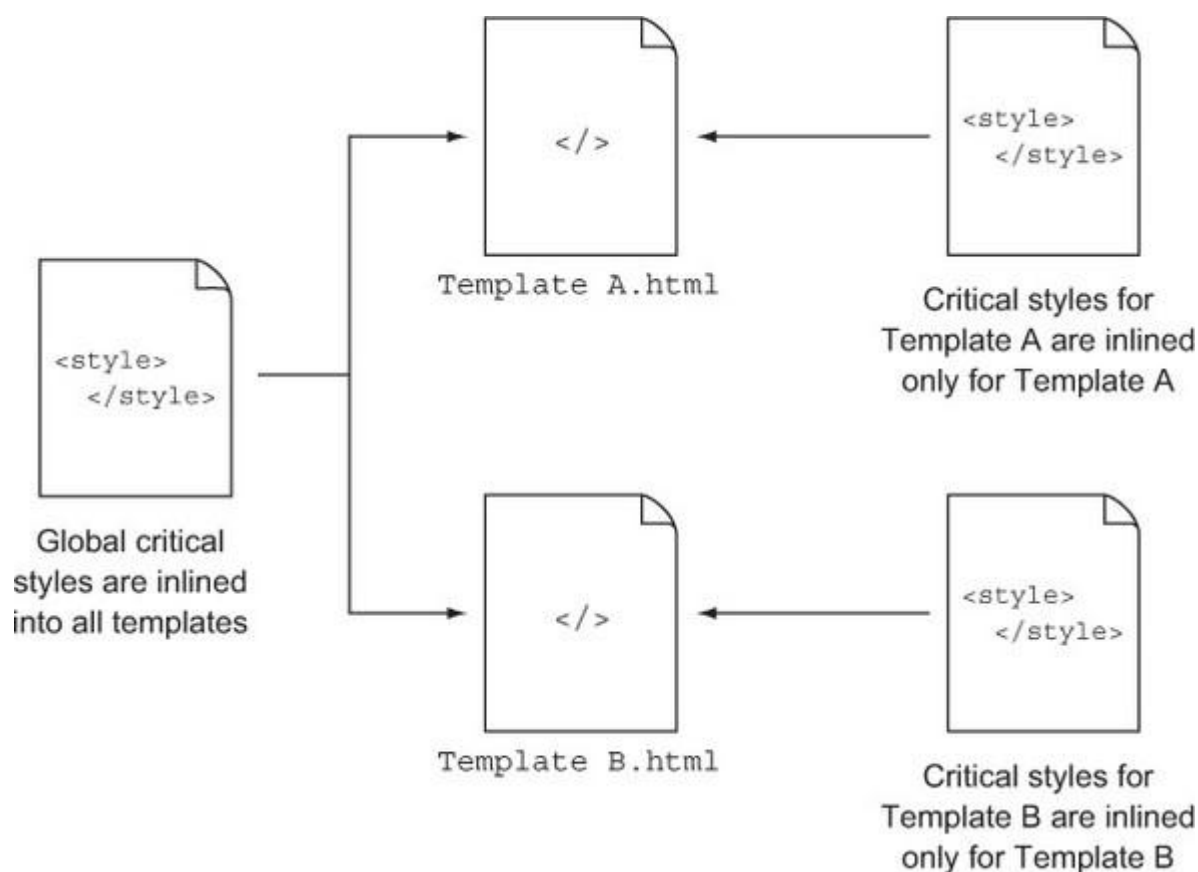 </>
Template A.html
<style>
</style>
Critical styles for
Template A are inlined
only for Template A
<style>
</style>
Global critical
styles are inlined
into all templates
</>
Template B.html
<style>
</style>
Critical styles for
Template B are inlined
only for Template B